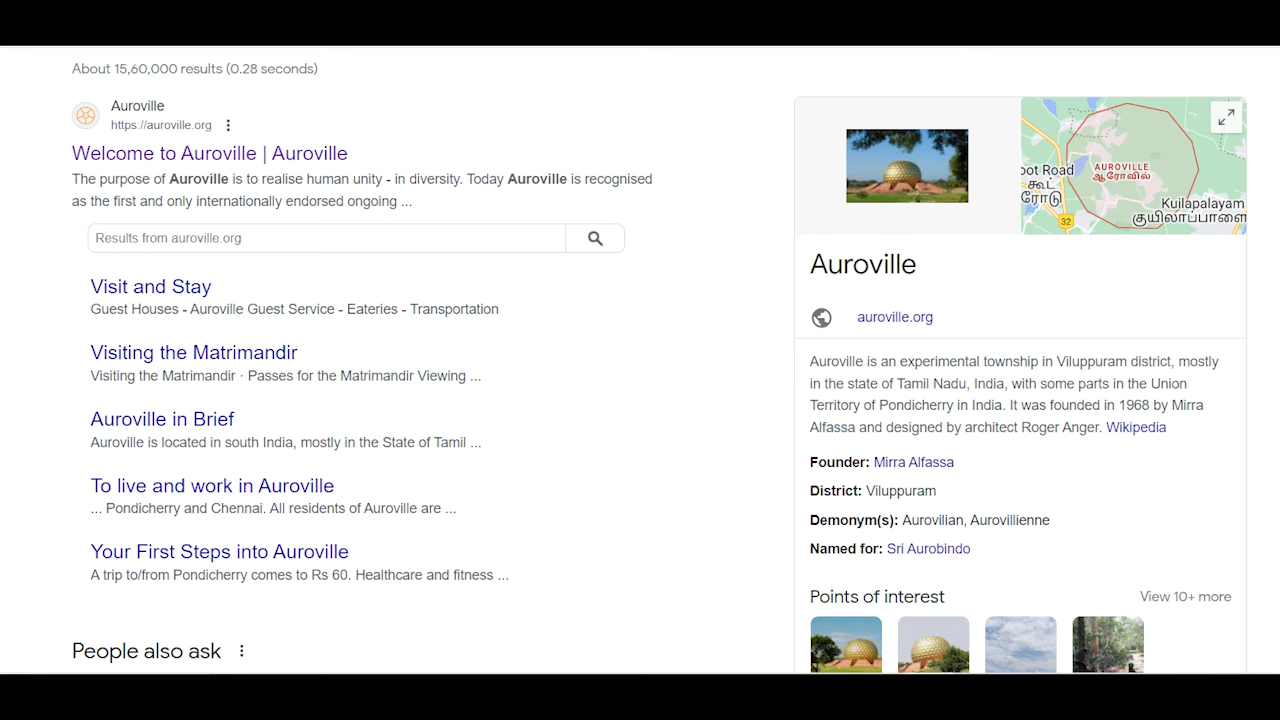 About 15,60,000 results (0.28 seconds)
Auroville
https://auroville.org
Welcome to Auroville | Auroville
The purpose of Auroville is to realise human unity - in diversity. Today Auroville is recognised
as the first and only internationally endorsed ongoing ...
Results from auroville.org
Visit and Stay
Guest Houses - Auroville Guest Service - Eateries - Transportation
Visiting the Matrimandir
Visiting the Matrimandir · Passes for the Matrimandir Viewing ...
Auroville in Brief
Auroville is located in south India, mostly in the State of Tamil ...
To live and work in Auroville
... Pondicherry and Chennai. All residents of Auroville are ...
Your First Steps into Auroville
A trip to/from Pondicherry comes to Rs 60. Healthcare and fitness ...
People also ask
oot Road
கூட்
ரோடு
AUROVILLE
ஆரோவில்
Kuilapalayam
குயிலாப்பாளை
32
Auroville
auroville.org
Auroville is an experimental township in Viluppuram district, mostly
in the state of Tamil Nadu, India, with some parts in the Union
Territory of Pondicherry in India. It was founded in 1968 by Mirra
Alfassa and designed by architect Roger Anger. Wikipedia
Founder: Mirra Alfassa
District: Viluppuram
Demonym(s): Aurovilian, Aurovillienne
Named for: Sri Aurobindo
Points of interest
View 10+ more